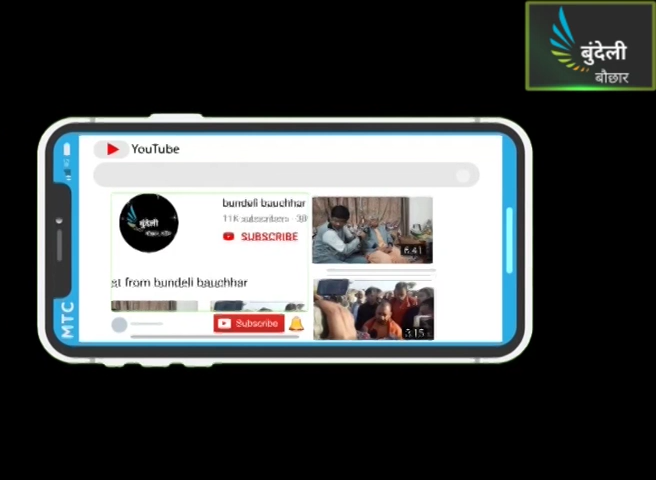 बुंदेली
बौछार
YouTube
bundeli bauchhar
11K subscribers
SUBSCRIBE
st from bundeli bauchhar
Subscribe
6:41
3:15
MTC
बुंदेली